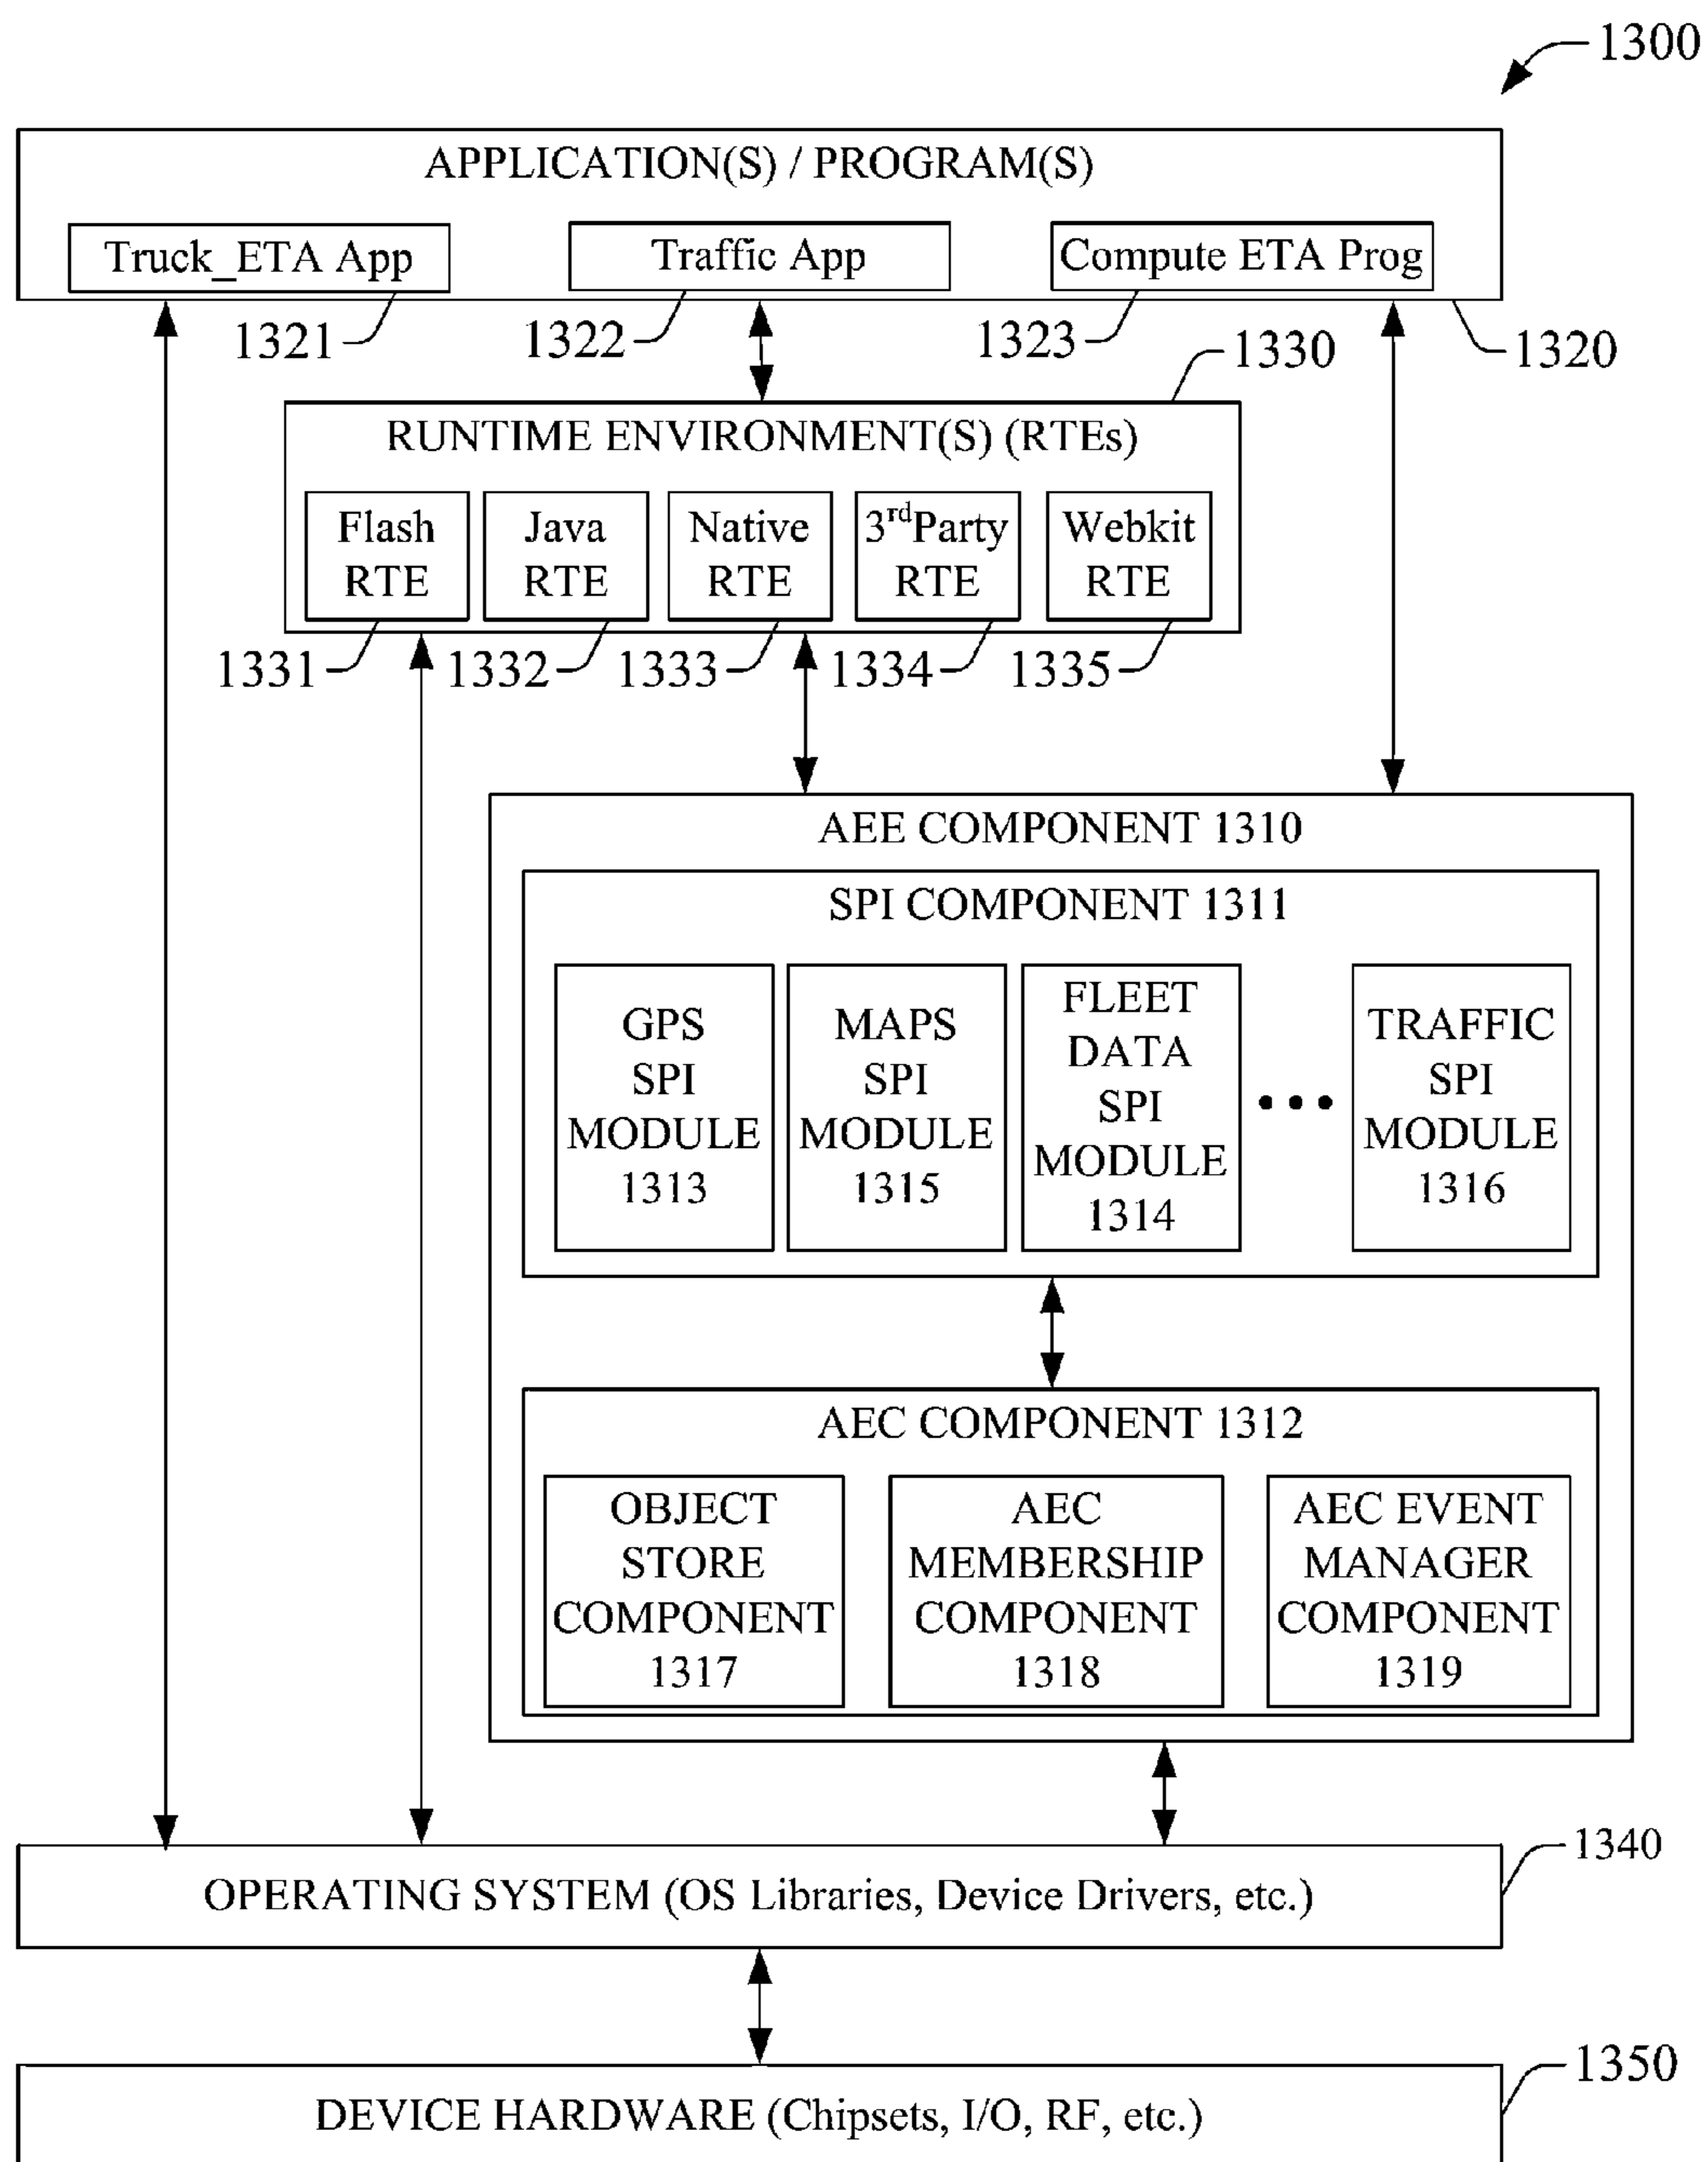 1300
APPLICATION(S) / PROGRAM(S)
Truck_ETA App
Traffic App
Compute ETA Prog
1321
1322
1323
1320
1330
RUNTIME ENVIRONMENT(S) (RTEs)
Flash
RTE
Java
RTE
Native
RTE
3rdParty
RTE
Webkit
RTE
1331
1332
1333
1334
1335
AEE COMPONENT 1310
SPI COMPONENT 1311
GPS
SPI
MODULE
1313
MAPS
SPI
MODULE
1315
FLEET
DATA
SPI
MODULE
1314
•••
TRAFFIC
SPI
MODULE
1316
AEC COMPONENT 1312
OBJECT
STORE
COMPONENT
1317
AEC
MEMBERSHIP
COMPONENT
1318
AEC EVENT
MANAGER
COMPONENT
1319
1340
OPERATING SYSTEM (OS Libraries, Device Drivers, etc.)
1350
DEVICE HARDWARE (Chipsets, I/O, RF, etc.)